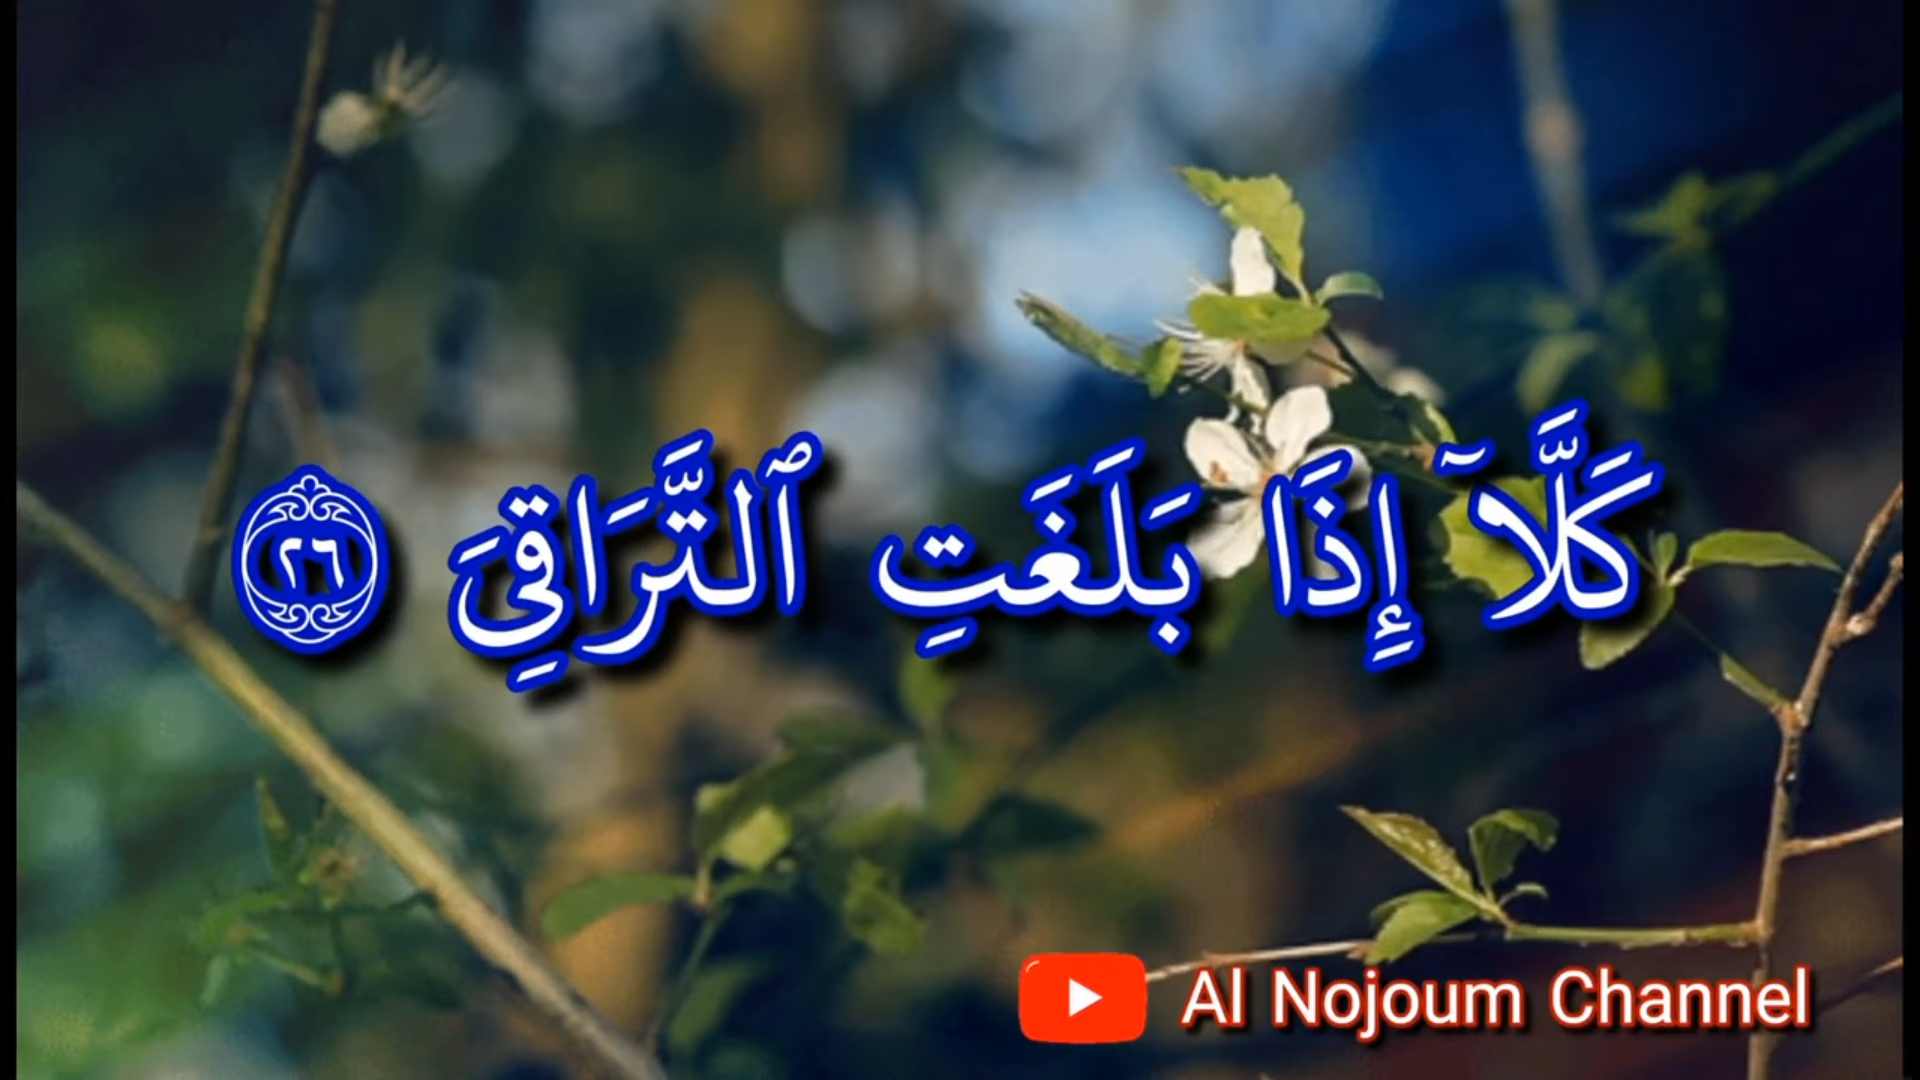 كَلَّآ إِذَا بَلَغَتِ ٱلتَّرَاقِيَ ٢٦
Al Nojoum Channel